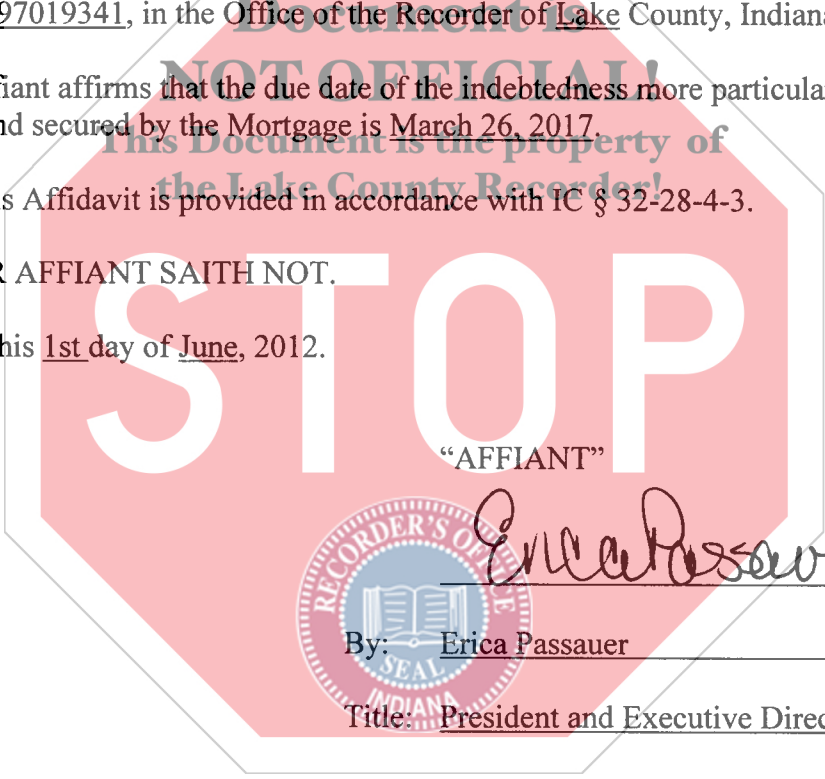 Document is
97019341, in the Office of the Recorder of Lake County, Indiana
NOT OFFICIAL!
fiant affirms that the due date of the indebtedness more particular
nd secured by the Mortgage is March 26, 2017.
This Document is the property of
the Lake County Recorder!
s Affidavit is provided in accordance with IC § 32-28-4-3.
R AFFIANT SAITH NOT.
STOP
his 1st day of June, 2012.
“AFFIANT”
Erica Passau
RECORDER'S OFFICE
SEAL
INDIANA
By: Erica Passauer
Title: President and Executive Direc